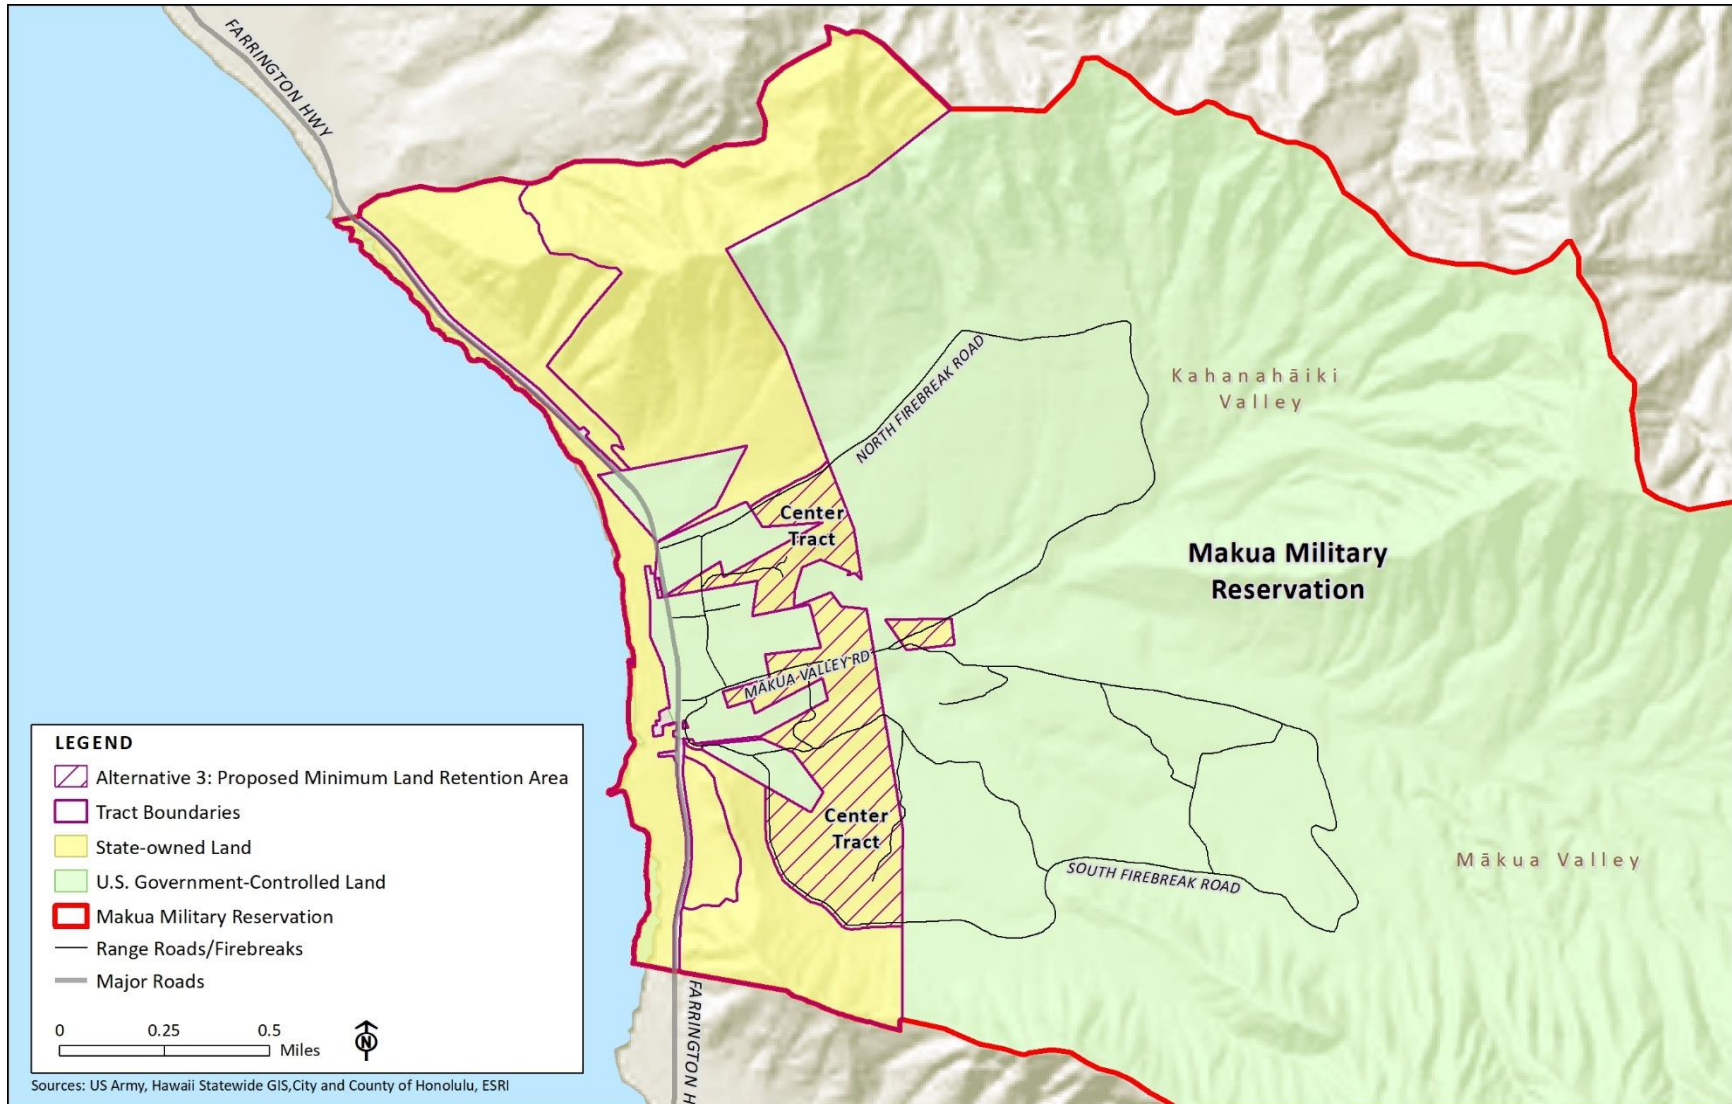 FARRINGTON HWY
NORTH FIREBREAK ROAD
Kahanahāiki
Valley
Center
Tract
Makua Military
Reservation
MĀKUA VALLEY RD
Center
Tract
SOUTH FIREBREAK ROAD
Mākua Valley
FARRINGTON H
LEGEND
Alternative 3: Proposed Minimum Land Retention Area
Tract Boundaries
State-owned Land
U.S. Government-Controlled Land
Makua Military Reservation
Range Roads/Firebreaks
Major Roads
0 0.25 0.5
Miles
N
Sources: US Army, Hawaii Statewide GIS,City and County of Honolulu, ESRI